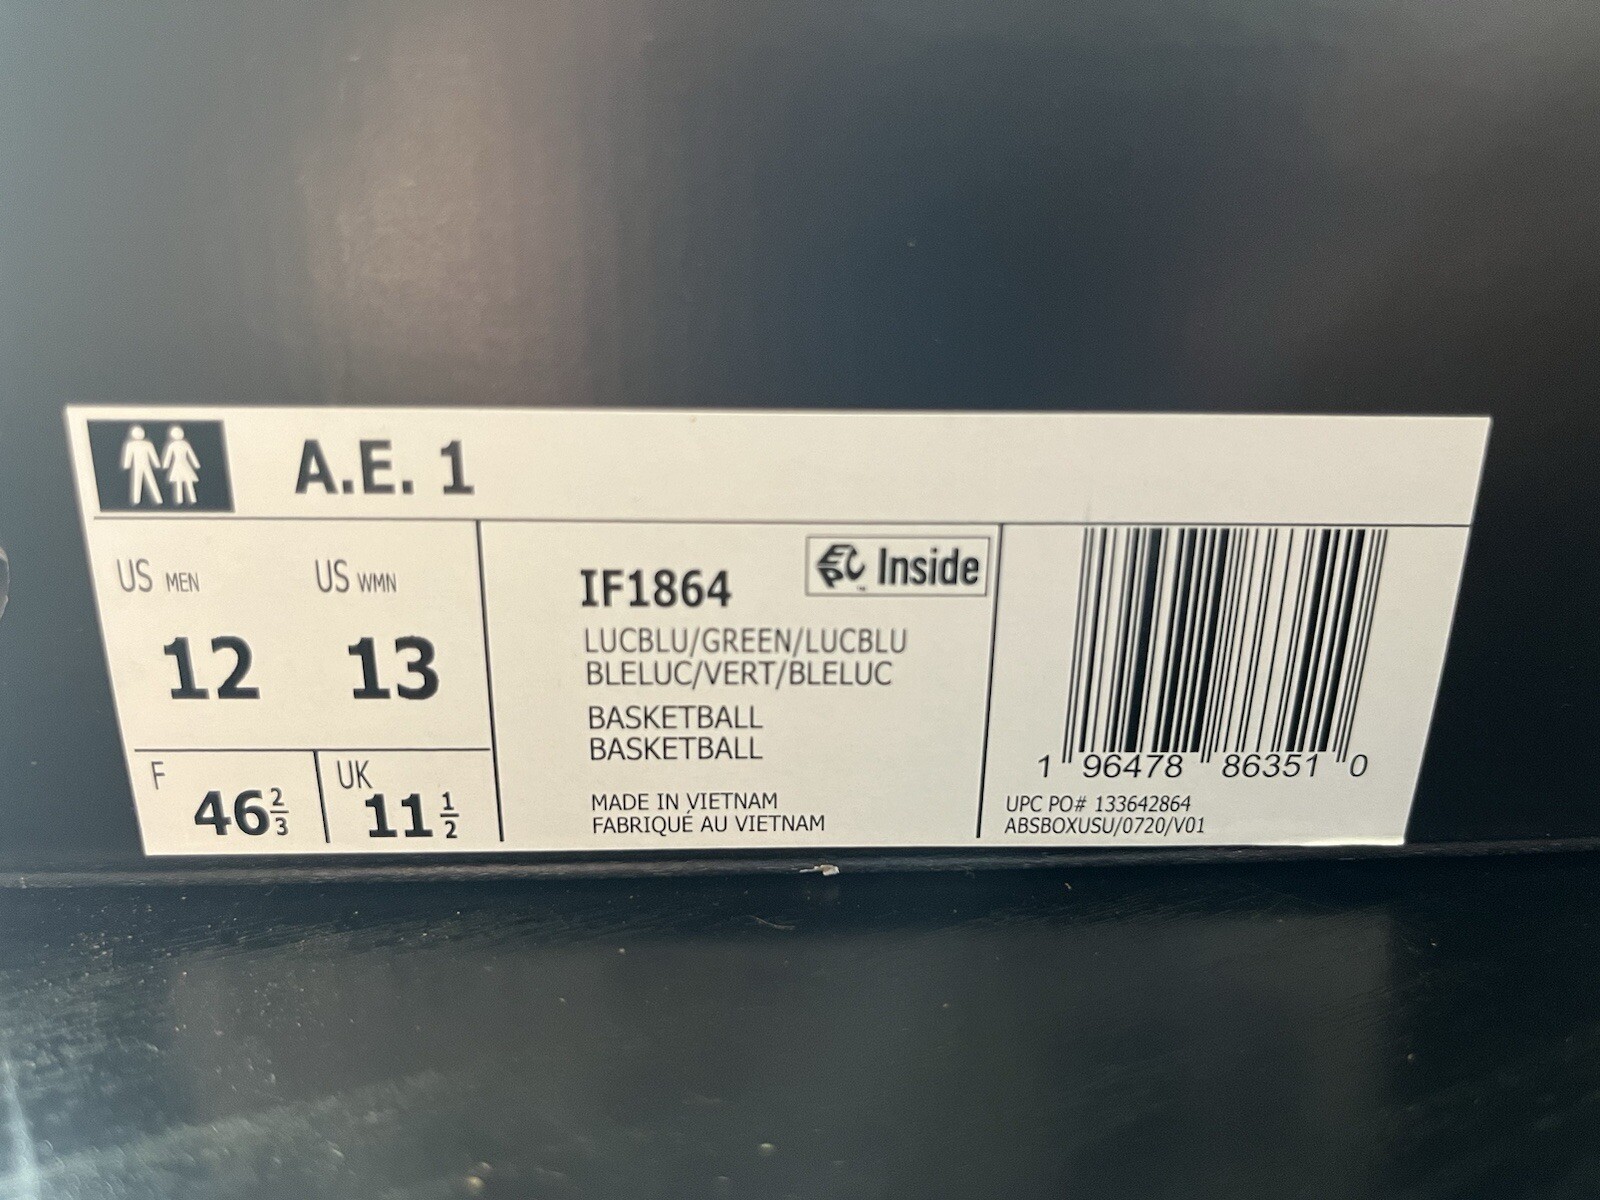 A.E. 1
US MEN
US WMN
12
13
F
46 2/3
UK
11 1/2
IF1864
EPC Inside
LUCBLU/GREEN/LUCBLU
BLELUC/VERT/BLELUC
BASKETBALL
BASKETBALL
MADE IN VIETNAM
FABRIQUÉ AU VIETNAM
1 96478 86351 0
UPC PO# 133642864
ABSBOXUSU/0720/V01